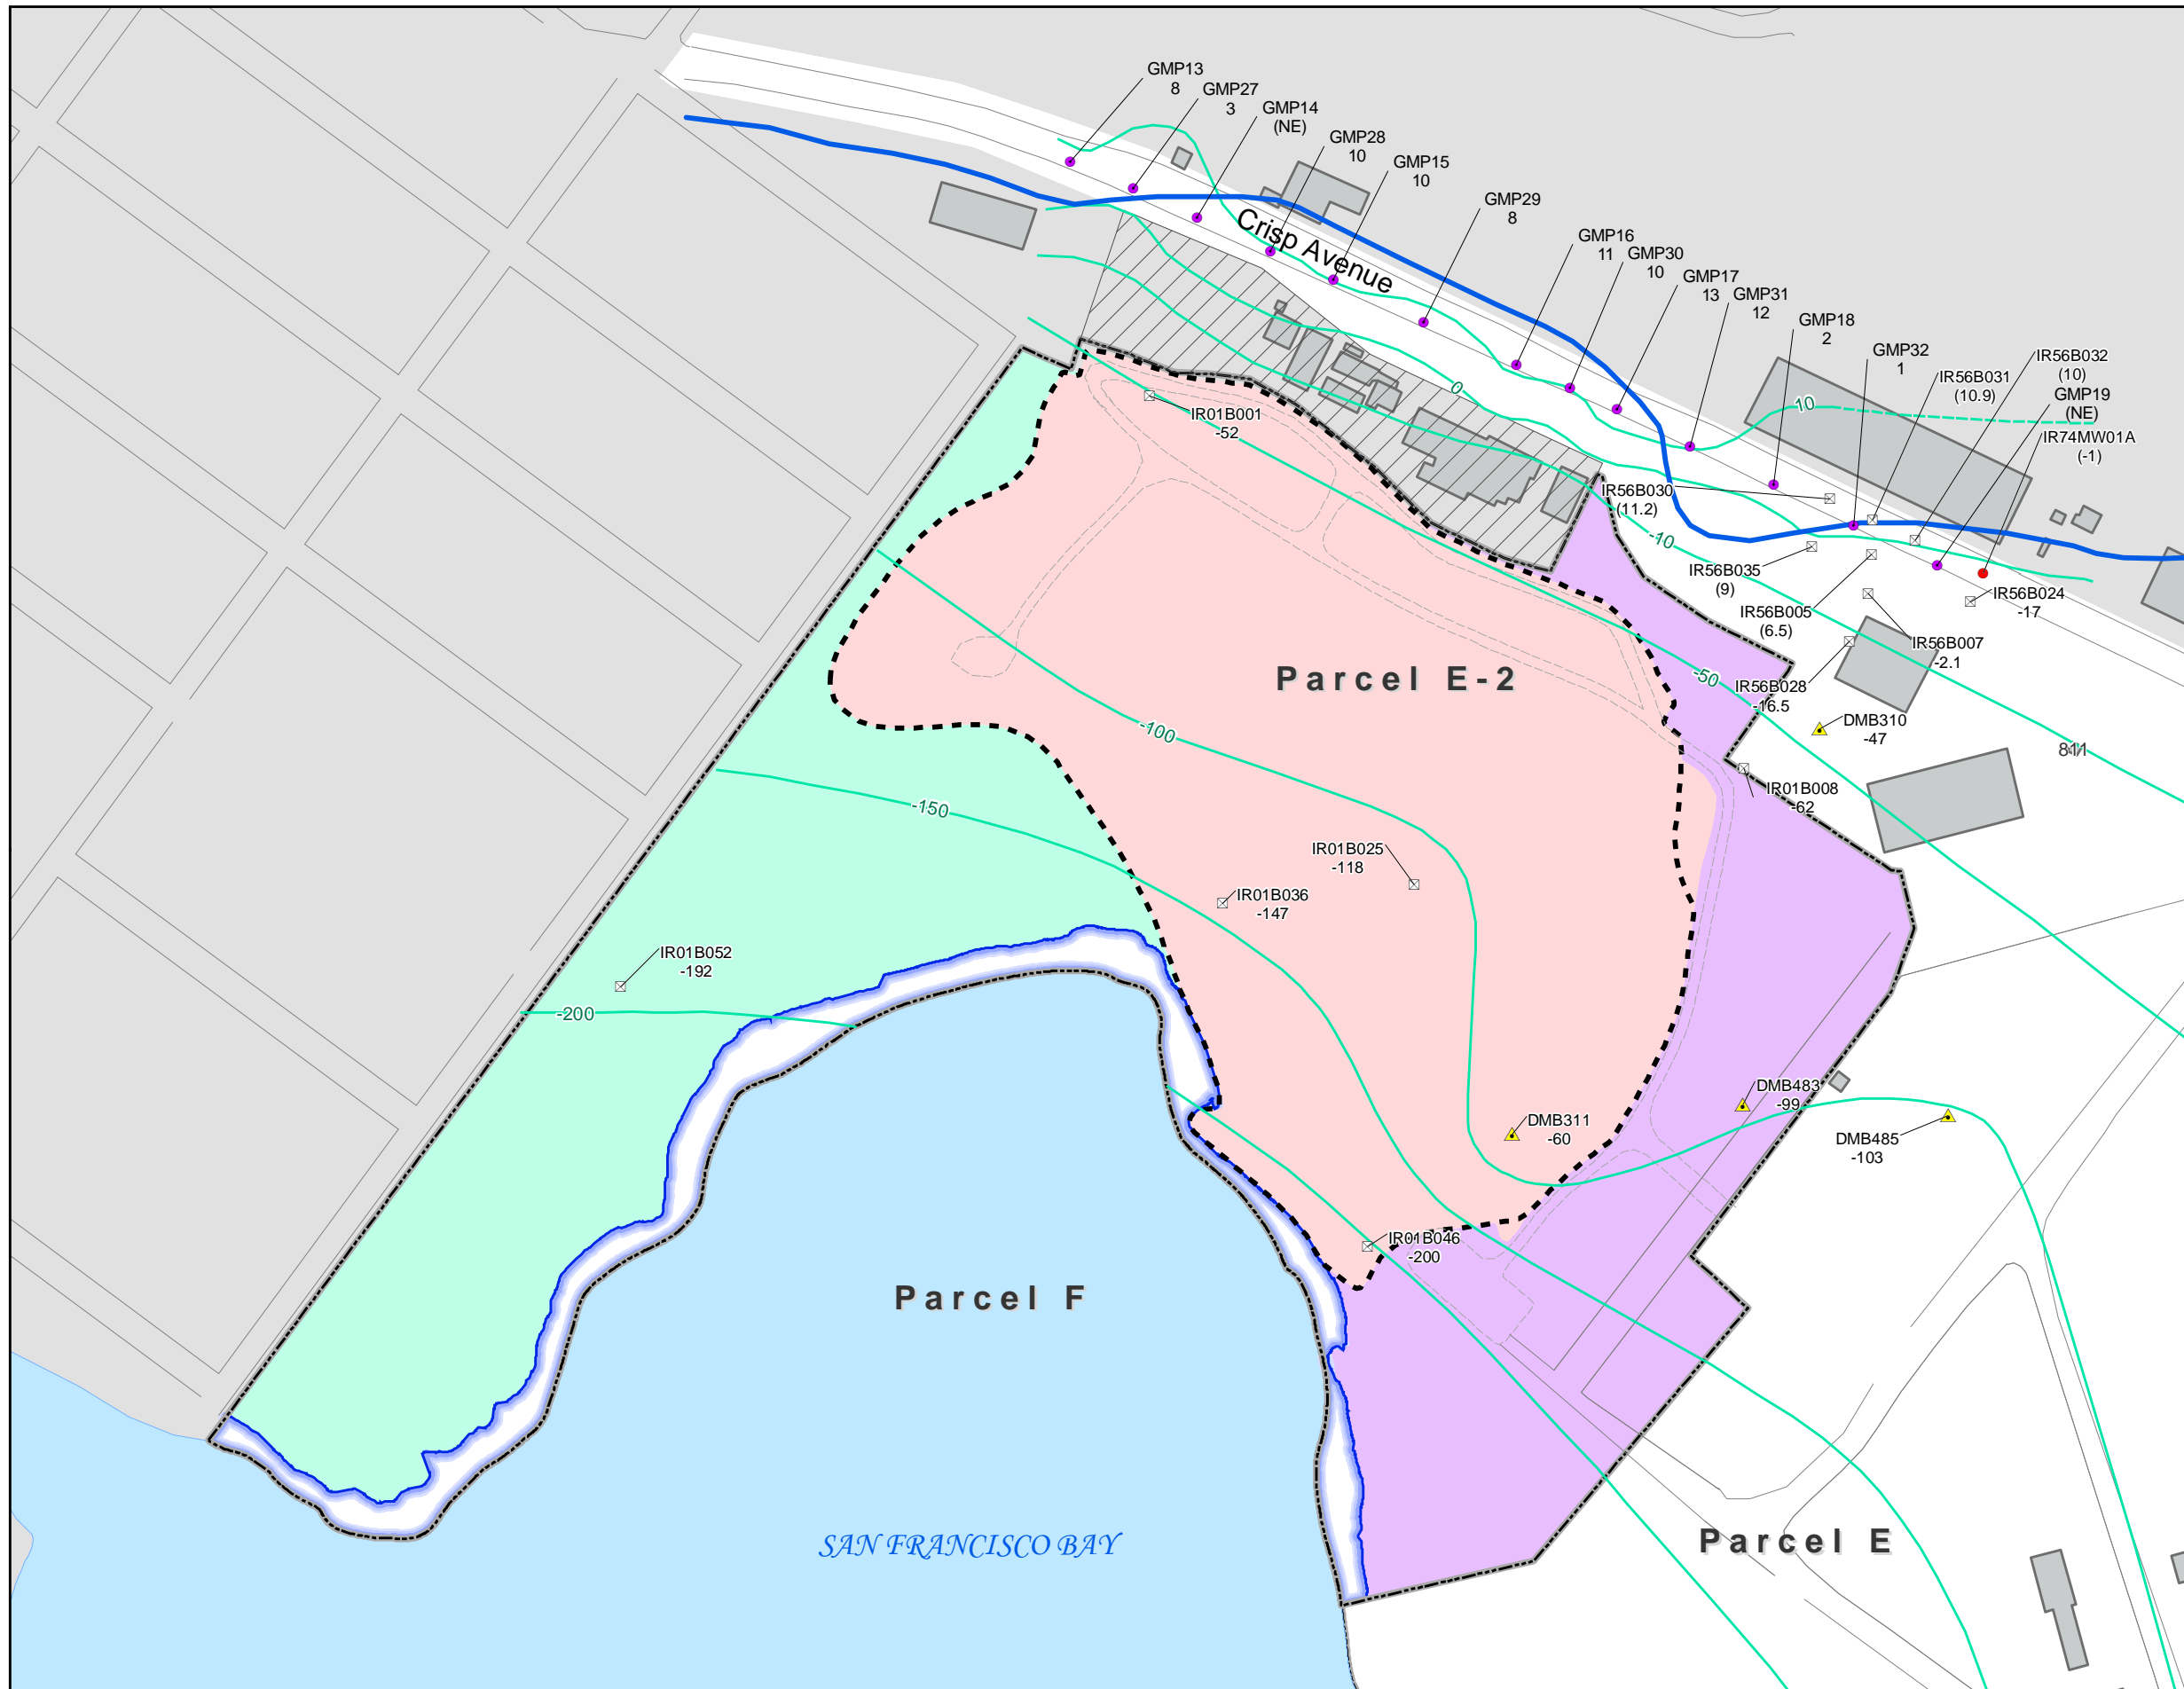 GMP13
8
GMP27
3
GMP14
(NE)
GMP28
10
GMP15
10
GMP29
8
GMP16
11
GMP30
10
GMP17
13
GMP31
12
GMP18
2
GMP32
1
IR56B031
(10.9)
IR56B032
(10)
GMP19
(NE)
IR74MW01A
(-1)
Crisp Avenue
0
10
IR01B001
-52
IR56B030
(11.2)
-10
IR56B035
(9)
IR56B005
(6.5)
IR56B024
-17
IR56B007
-2.1
IR56B028
-16.5
Parcel E-2
-50
DMB310
-47
-100
811
IR01B008
-62
-150
IR01B025
-118
IR01B036
-147
IR01B052
-192
-200
DMB483
-99
DMB311
-60
DMB485
-103
IR01B046
-200
Parcel F
SAN FRANCISCO BAY
Parcel E